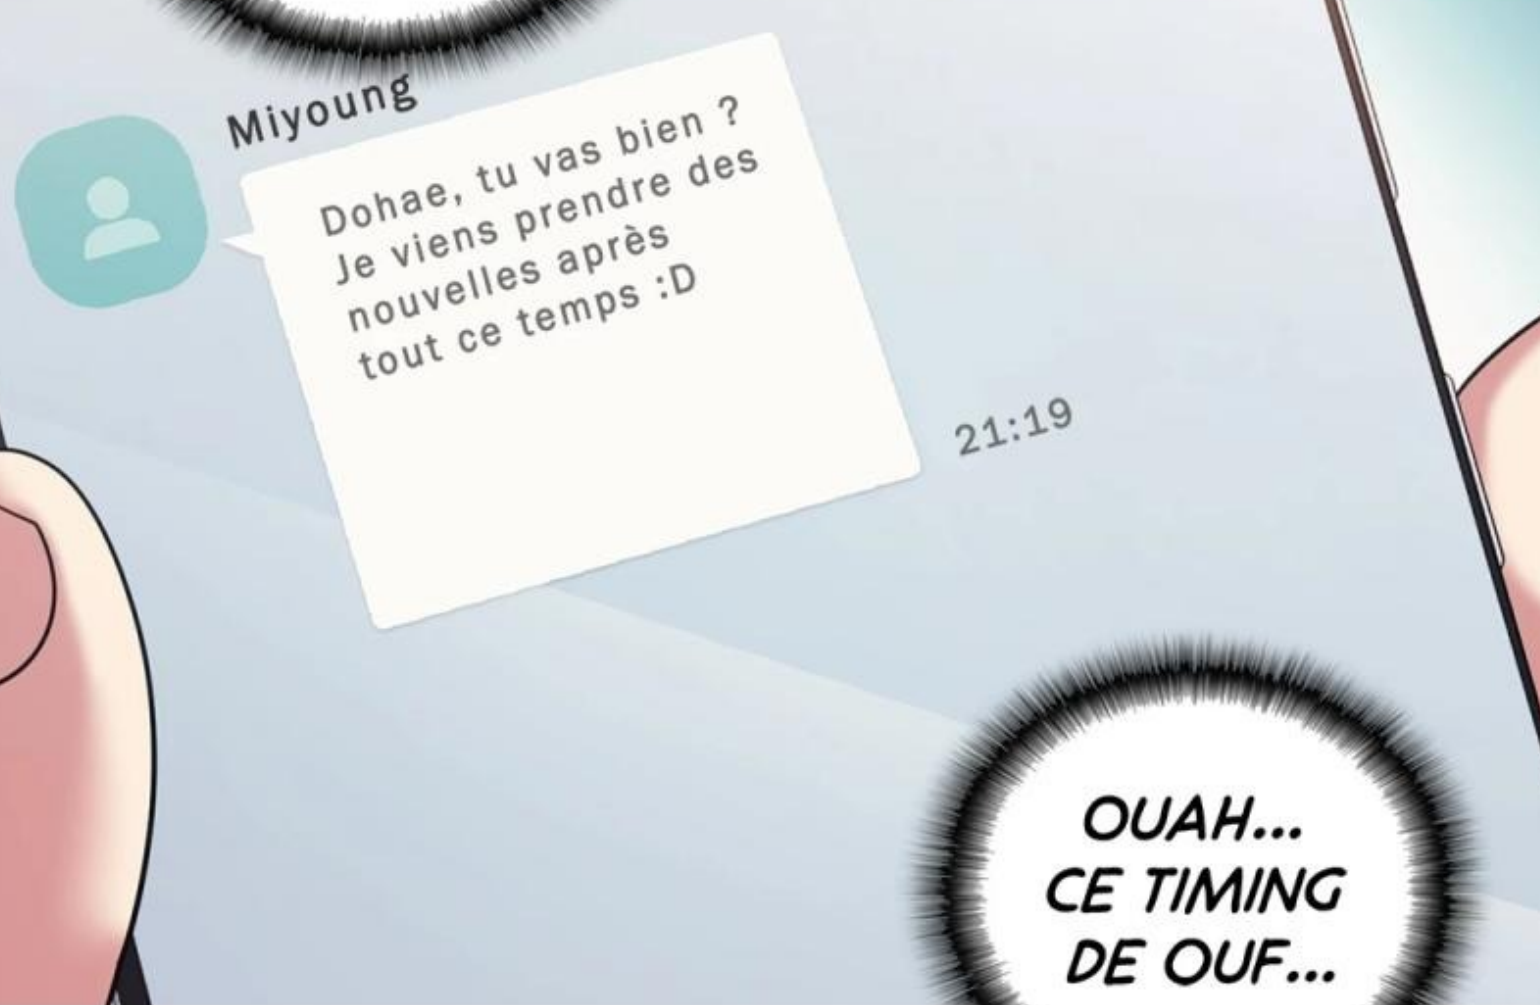 Miyoung
Dohae, tu vas bien ?
Je viens prendre des
nouvelles après
tout ce temps :D
21:19
OUAH...
CE TIMING
DE OUF...